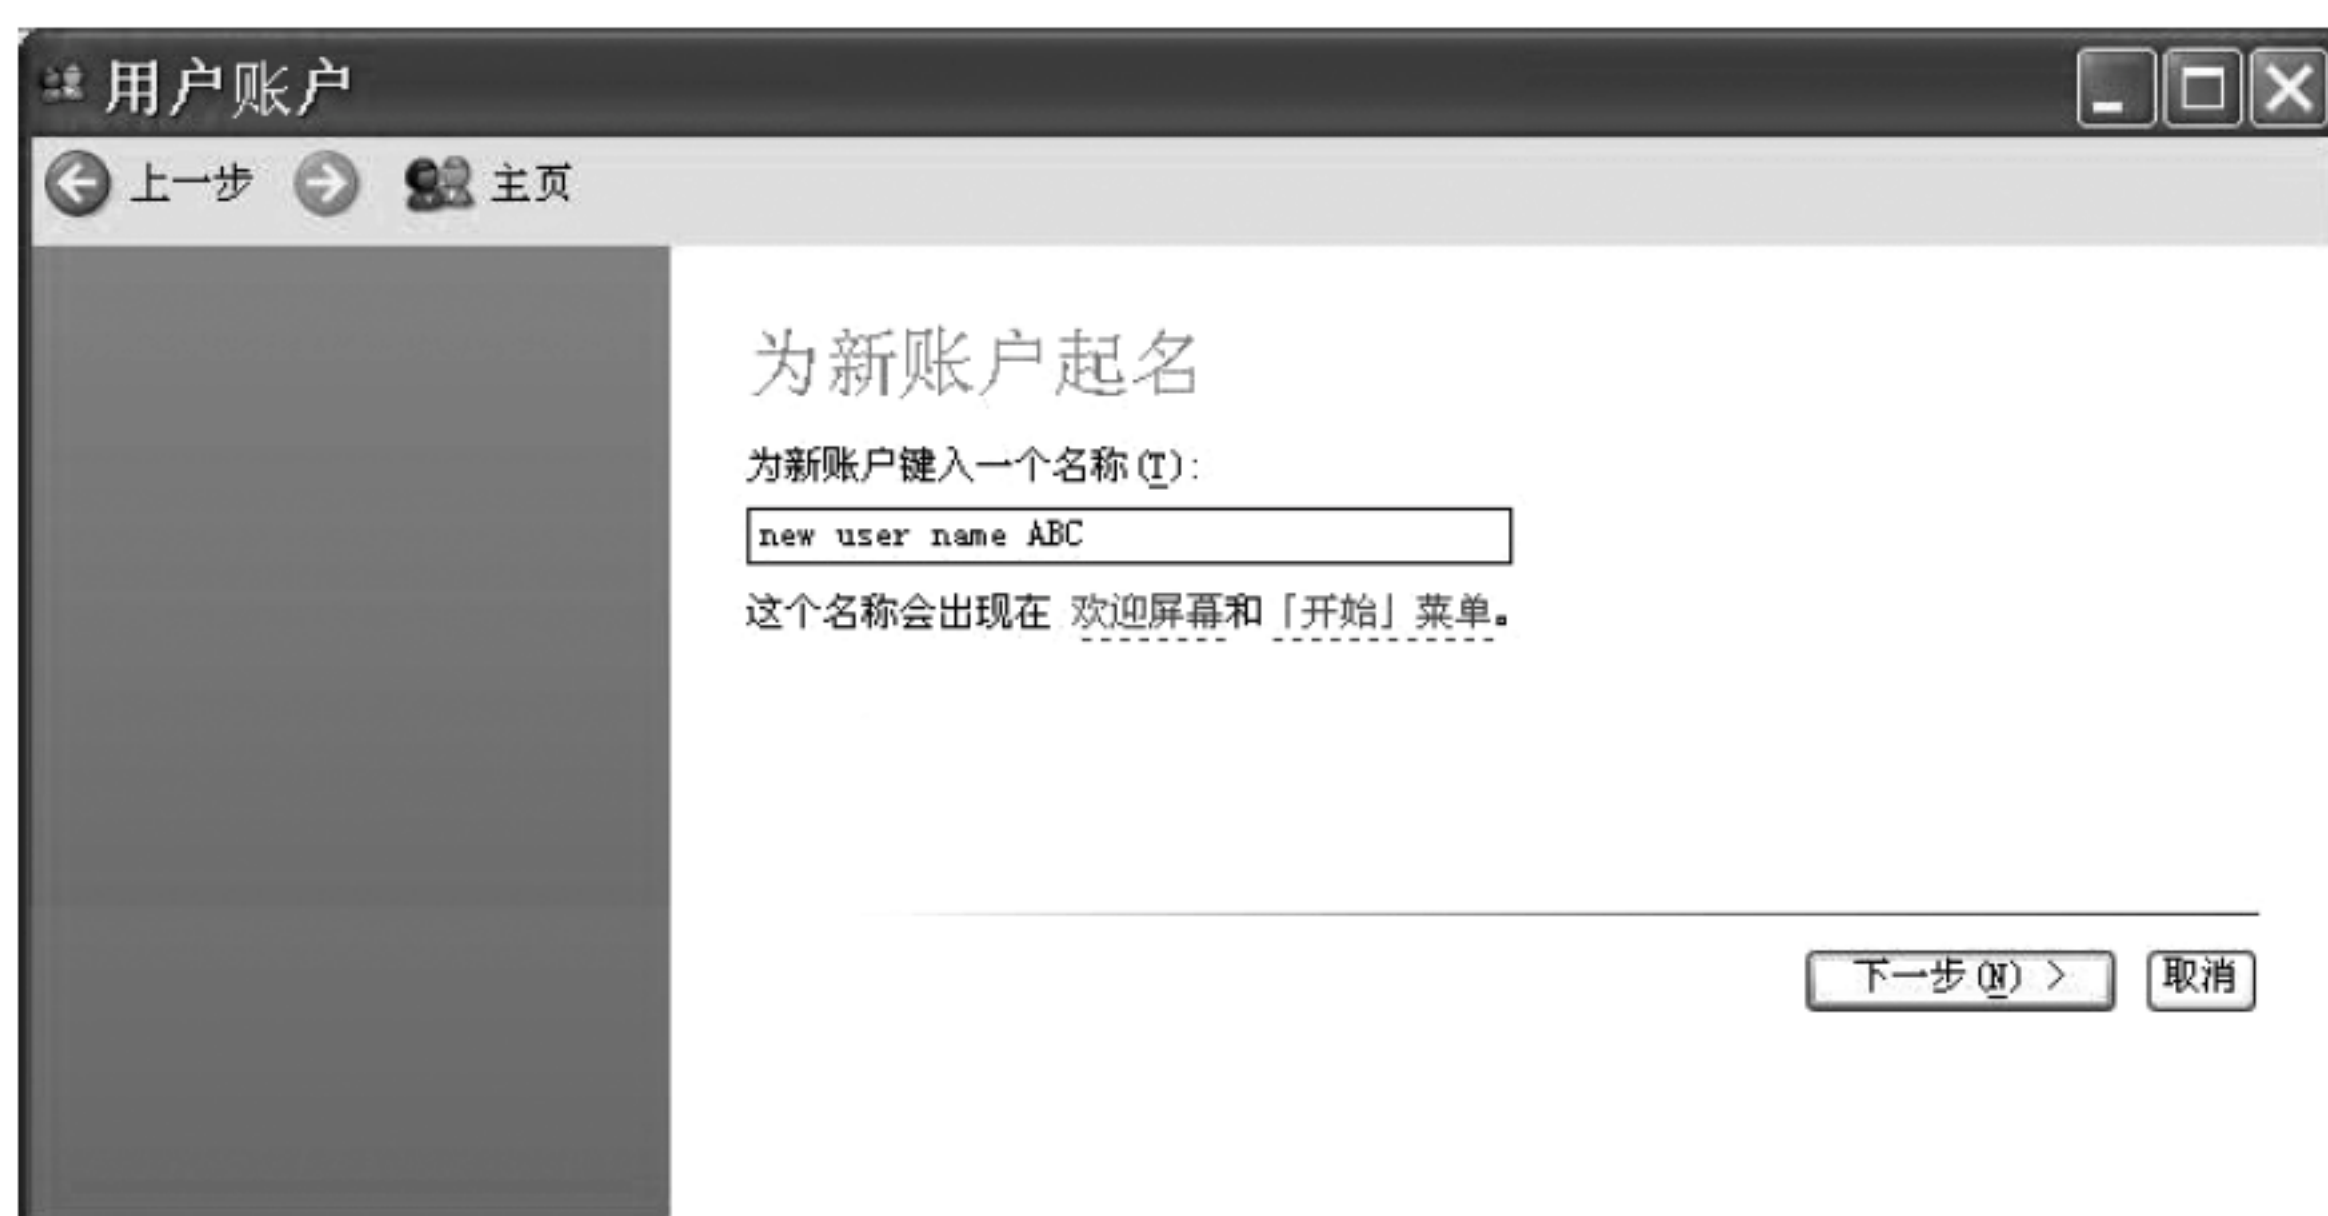 用户账户
上一步 主页
为新账户起名
为新账户键入一个名称(T):
new user name ABC
这个名称会出现在 欢迎屏幕和「开始」菜单。
下一步(N) > 取消